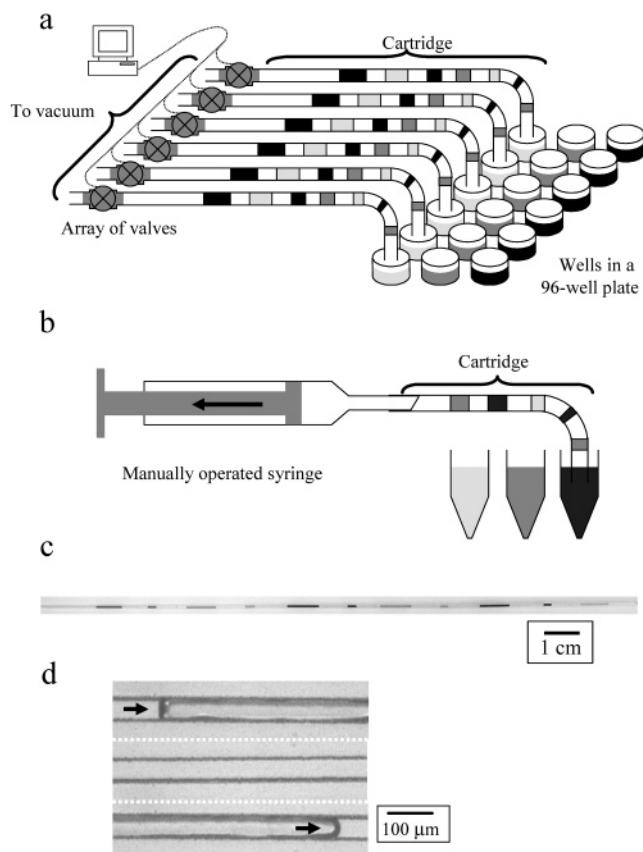 a
Cartridge
To vacuum
Array of valves
Wells in a
96-well plate
b
Cartridge
Manually operated syringe
c
1 cm
d
100 μm